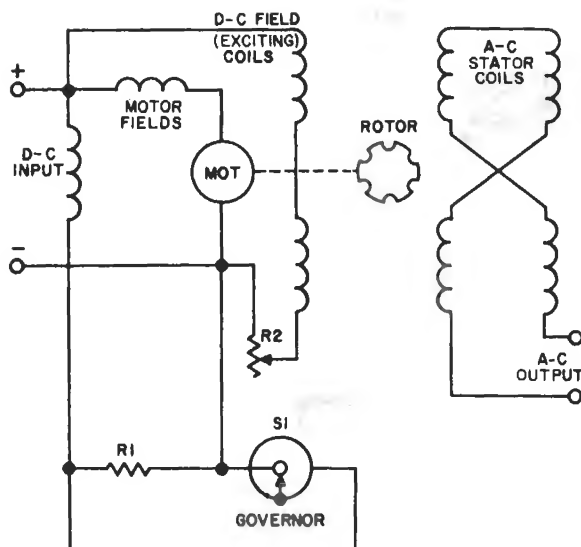 D-C FIELD
(EXCITING)
COILS
A-C
STATOR
COILS
+
MOTOR
FIELDS
ROTOR
D-C
INPUT
MOT
−
R2
A-C
OUTPUT
S1
R1
GOVERNOR